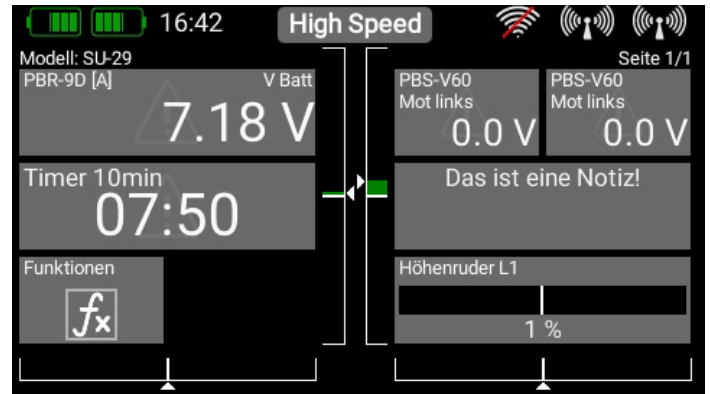 16:42 High Speed
Modell: SU-29 Seite 1/1
PBR-9D [A] V Batt
7.18 V
PBS-V60
Mot links
0.0 V
PBS-V60
Mot links
0.0 V
Timer 10min
07:50
Das ist eine Notiz!
Funktionen
fx
Höhenruder L1
1 %